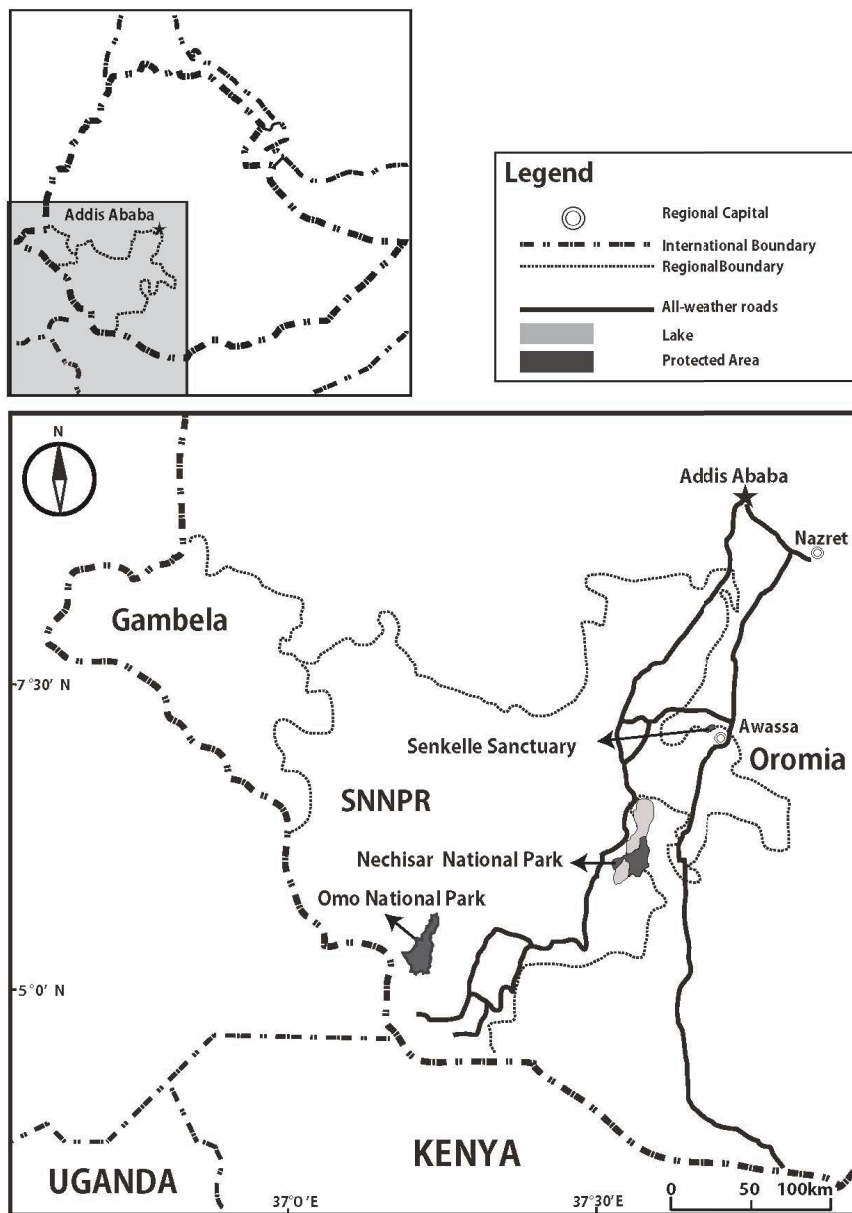 Addis Ababa
Legend
Regional Capital
International Boundary
RegionalBoundary
All-weather roads
Lake
Protected Area
N
Addis Ababa
Nazret
Gambela
7°30' N
Awassa
Senkelle Sanctuary
Oromia
SNNPR
Nechisar National Park
Omo National Park
5°0' N
KENYA
UGANDA
37°0'E
37°30'E
0 50 100km